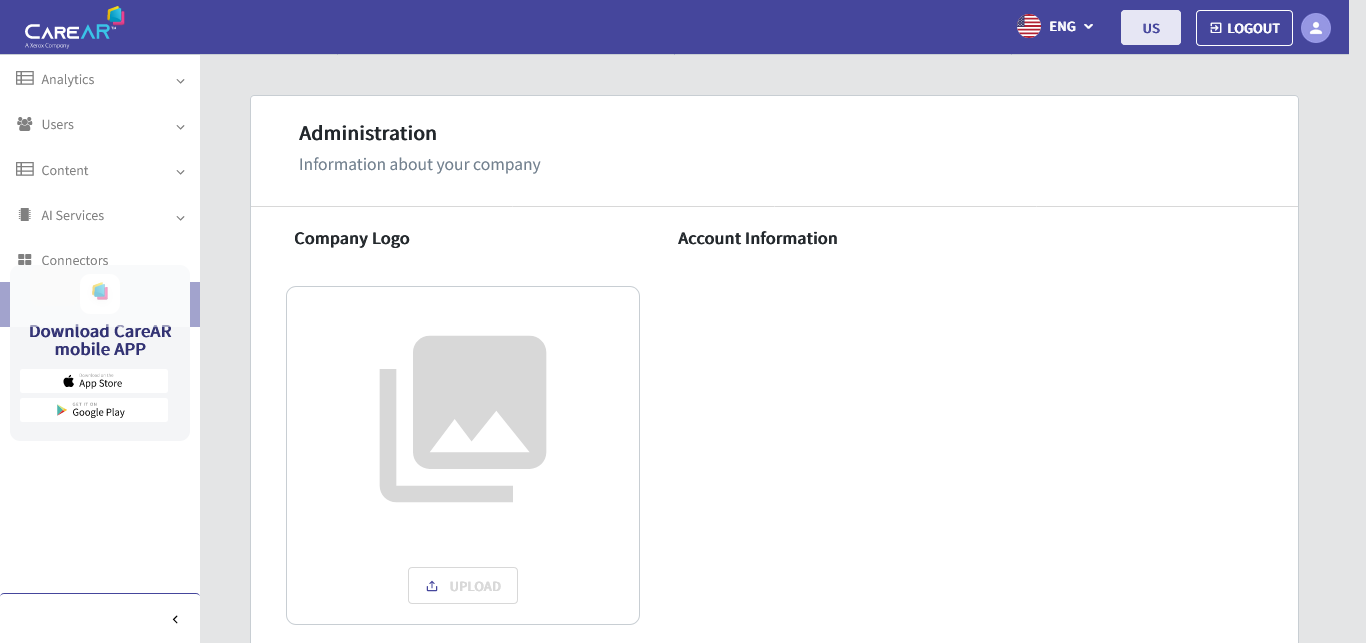 CAREAR™
A Xerox Company
ENG
US
LOGOUT
Analytics
Users
Content
AI Services
Connectors
Download CareAR
mobile APP
Download on the
App Store
GET IT ON
Google Play
Administration
Information about your company
Company Logo
Account Information
UPLOAD